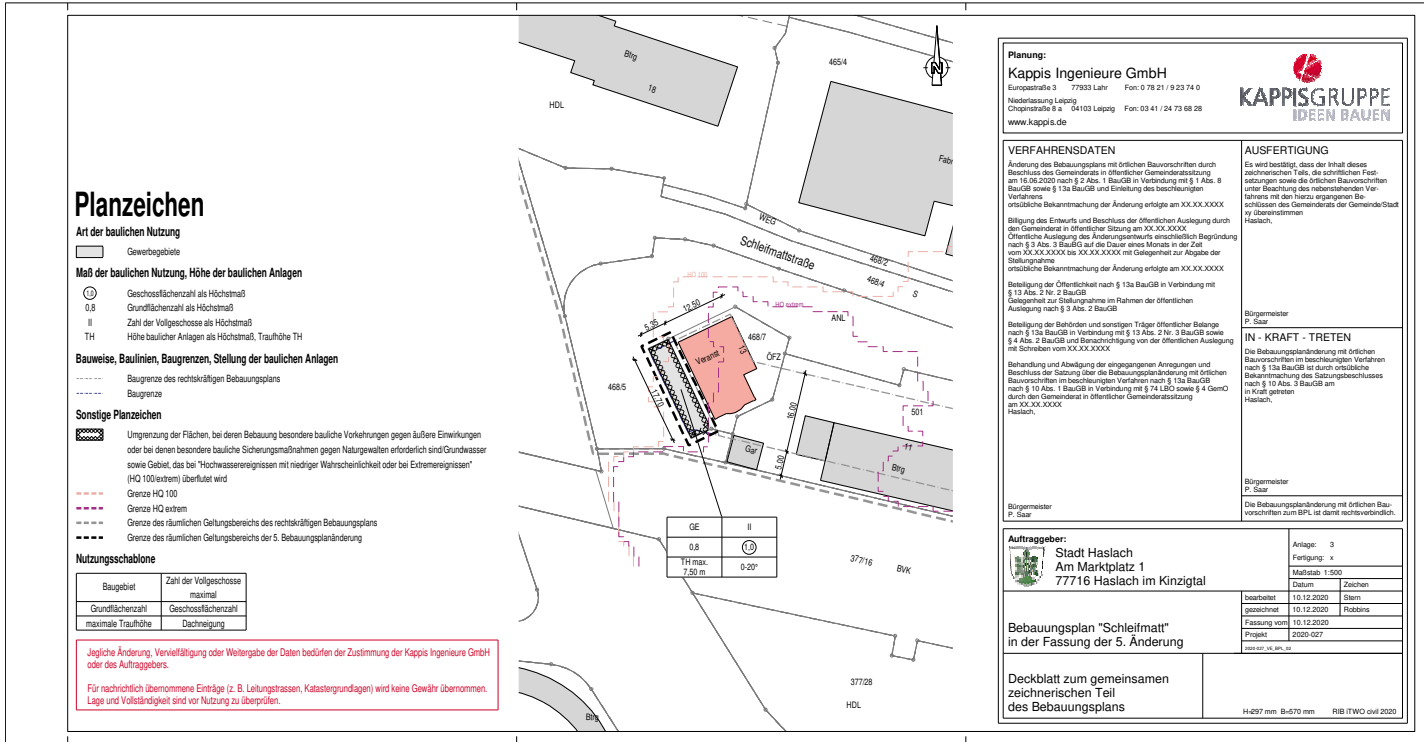 Planzeichen
Art der baulichen Nutzung
Gewerbegebiete
Maß der baulichen Nutzung, Höhe der baulichen Anlagen
1,0 Geschossflächenzahl als Höchstmaß
0,8 Grundflächenzahl als Höchstmaß
II Zahl der Vollgeschosse als Höchstmaß
TH Höhe baulicher Anlagen als Höchstmaß, Traufhöhe TH
Bauweise, Baulinien, Baugrenzen, Stellung der baulichen Anlagen
Baugrenze des rechtskräftigen Bebauungsplans
Baugrenze
Sonstige Planzeichen
Umgrenzung der Flächen, bei deren Bebauung besondere bauliche Vorkehrungen gegen äußere Einwirkungen
oder bei denen besondere bauliche Sicherungsmaßnahmen gegen Naturgewalten erforderlich sind/Grundwasser
sowie Gebiet, das bei "Hochwasserereignissen mit niedriger Wahrscheinlichkeit oder bei Extremereignissen"
(HQ 100/extrem) überflutet wird
Grenze HQ 100
Grenze HQ extrem
Grenze des räumlichen Geltungsbereichs des rechtskräftigen Bebauungsplans
Grenze des räumlichen Geltungsbereichs der 5. Bebauungsplanänderung
Nutzungsschablone
Baugebiet
Zahl der Vollgeschosse
maximal
Grundflächenzahl
Geschossflächenzahl
maximale Traufhöhe
Dachneigung
Jegliche Änderung, Vervielfältigung oder Weitergabe der Daten bedürfen der Zustimmung der Kappis Ingenieure GmbH
oder des Auftraggebers.
Für nachrichtlich übernommene Einträge (z. B. Leitungstrassen, Katastergrundlagen) wird keine Gewähr übernommen.
Lage und Vollständigkeit sind vor Nutzung zu überprüfen.
Btrg
18
465/4
HDL
N
Fabr
WEG
Schleifmattstraße
468/2
468/4
S
HQ 100
HQ extrem
12,50
5,35
ANL
468/7
13
Veranst
ÖFZ
468/5
17,70
16,00
501
11
Gar
5,00
Btrg
GE
II
0,8
1,0
TH max.
7,50 m
0-20°
377/16
BVK
377/28
HDL
Btrg
Planung:
Kappis Ingenieure GmbH
Europastraße 3 77933 Lahr Fon: 0 78 21 / 9 23 74 0
Niederlassung Leipzig
Chopinstraße 8 a 04103 Leipzig Fon: 03 41 / 24 73 68 28
www.kappis.de
KAPPISGRUPPE
IDEEN BAUEN
VERFAHRENSDATEN
Änderung des Bebauungsplans mit örtlichen Bauvorschriften durch
Beschluss des Gemeinderats in öffentlicher Gemeinderatssitzung
am 16.06.2020 nach § 2 Abs. 1 BauGB in Verbindung mit § 1 Abs. 8
BauGB sowie § 13a BauGB und Einleitung des beschleunigten
Verfahrens
ortsübliche Bekanntmachung der Änderung erfolgte am XX.XX.XXXX
Billigung des Entwurfs und Beschluss der öffentlichen Auslegung durch
den Gemeinderat in öffentlicher Sitzung am XX.XX.XXXX
Öffentliche Auslegung des Änderungsentwurfs einschließlich Begründung
nach § 3 Abs. 3 BauBG auf die Dauer eines Monats in der Zeit
vom XX.XX.XXXX bis XX.XX.XXXX mit Gelegenheit zur Abgabe der
Stellungnahme
ortsübliche Bekanntmachung der Änderung erfolgte am XX.XX.XXXX
Beteiligung der Öffentlichkeit nach § 13a BauGB in Verbindung mit
§ 13 Abs. 2 Nr. 2 BauGB
Gelegenheit zur Stellungnahme im Rahmen der öffentlichen
Auslegung nach § 3 Abs. 2 BauGB
Beteiligung der Behörden und sonstigen Träger öffentlicher Belange
nach § 13a BauGB in Verbindung mit § 13 Abs. 2 Nr. 3 BauGB sowie
§ 4 Abs. 2 BauGB und Benachrichtigung von der öffentlichen Auslegung
mit Schreiben vom XX.XX.XXXX
Behandlung und Abwägung der eingegangenen Anregungen und
Beschluss der Satzung über die Bebauungsplanänderung mit örtlichen
Bauvorschriften im beschleunigten Verfahren nach § 13a BauGB
nach § 10 Abs. 1 BauGB in Verbindung mit § 74 LBO sowie § 4 GemO
durch den Gemeinderat in öffentlicher Gemeinderatssitzung
am XX.XX.XXXX
Haslach,
Bürgermeister
P. Saar
AUSFERTIGUNG
Es wird bestätigt, dass der Inhalt dieses
zeichnerischen Teils, die schriftlichen Fest-
setzungen sowie die örtlichen Bauvorschriften
unter Beachtung des nebenstehenden Ver-
fahrens mit den hierzu ergangenen Be-
schlüssen des Gemeinderats der Gemeinde/Stadt
xy übereinstimmen
Haslach,
Bürgermeister
P. Saar
IN - KRAFT - TRETEN
Die Bebauungsplanänderung mit örtlichen
Bauvorschriften im beschleunigten Verfahren
nach § 13a BauGB ist durch ortsübliche
Bekanntmachung des Satzungsbeschlusses
nach § 10 Abs. 3 BauGB am
in Kraft getreten
Haslach,
Bürgermeister
P. Saar
Die Bebauungsplanänderung mit örtlichen Bau-
vorschriften zum BPL ist damit rechtsverbindlich.
Auftraggeber:
Stadt Haslach
Am Marktplatz 1
77716 Haslach im Kinzigtal
Anlage: 3
Fertigung: x
Maßstab 1:500
Datum Zeichen
bearbeitet 10.12.2020 Stern
gezeichnet 10.12.2020 Robbins
Fassung vom 10.12.2020
Projekt 2020-027
2020-027_VE_BPL_02
Bebauungsplan "Schleifmatt"
in der Fassung der 5. Änderung
Deckblatt zum gemeinsamen
zeichnerischen Teil
des Bebauungsplans
H=297 mm B=570 mm RIB iTWO civil 2020